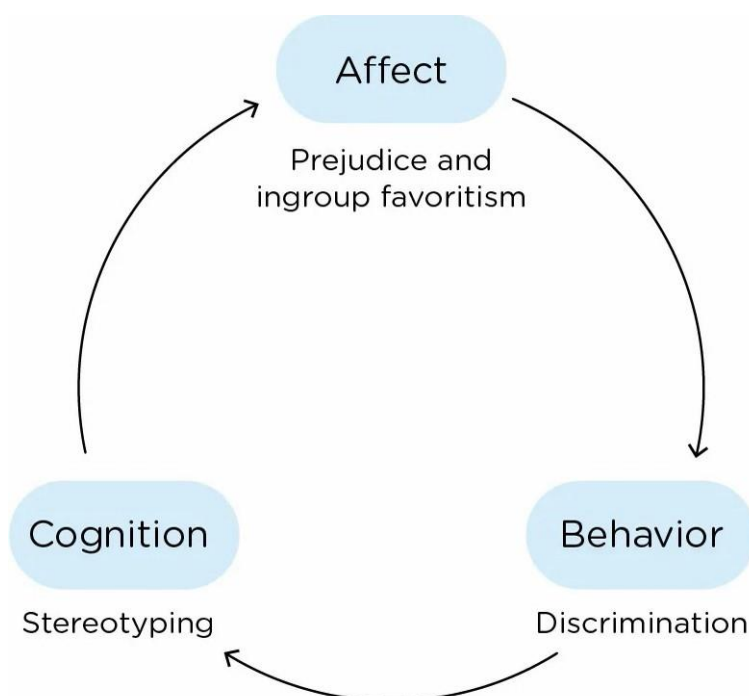 Affect
Prejudice and
ingroup favoritism
Cognition
Stereotyping
Behavior
Discrimination